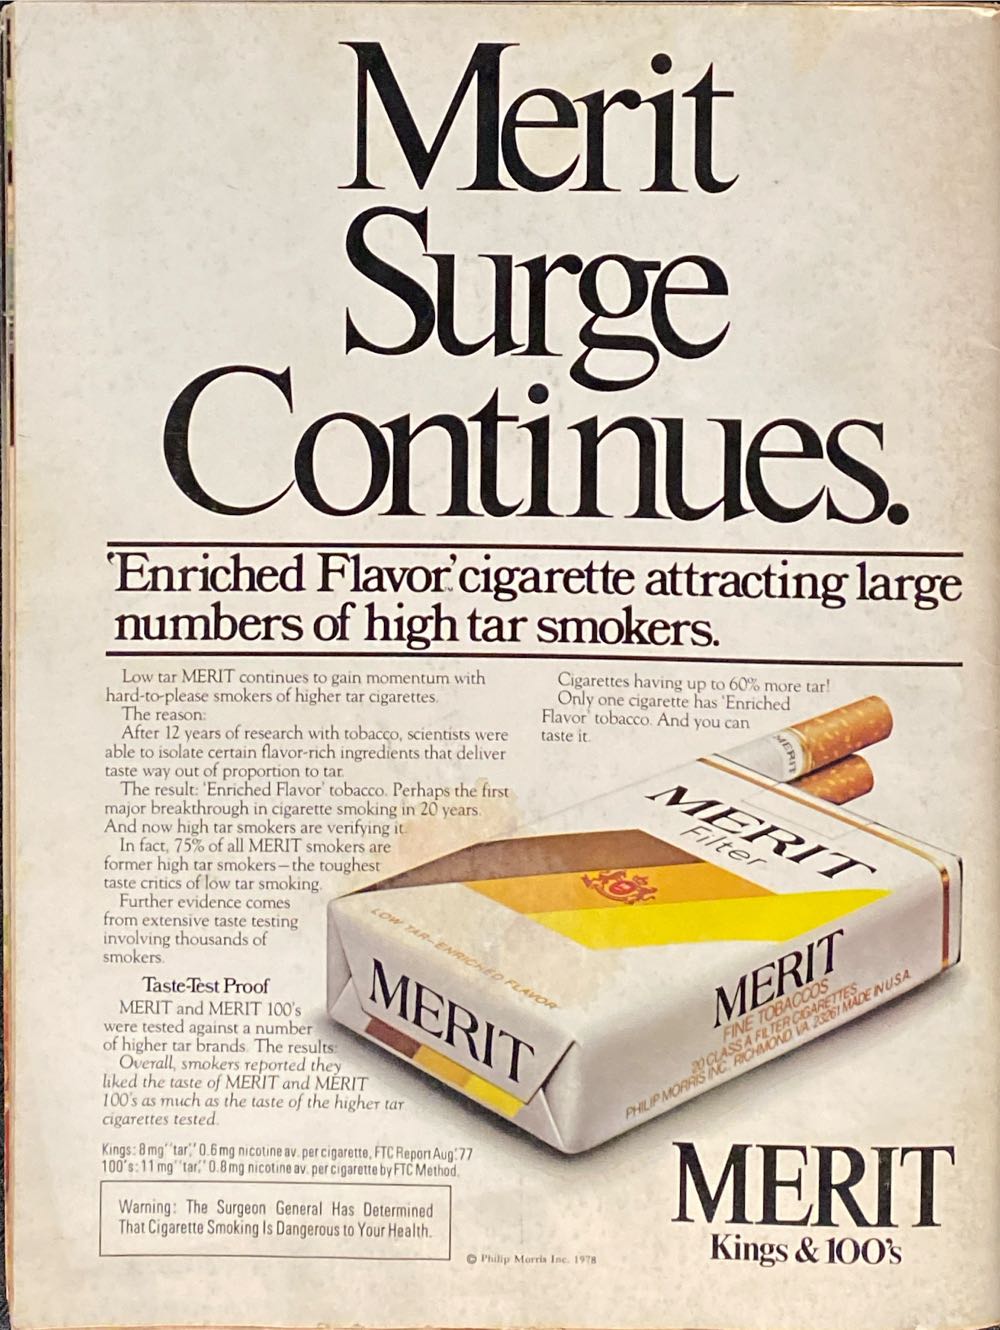 Merit
Surge
Continues.
'Enriched Flavor,' cigarette attracting large
numbers of high tar smokers.
Low tar MERIT continues to gain momentum with
hard-to-please smokers of higher tar cigarettes.
The reason:
After 12 years of research with tobacco, scientists were
able to isolate certain flavor-rich ingredients that deliver
taste way out of proportion to tar.
The result: 'Enriched Flavor' tobacco. Perhaps the first
major breakthrough in cigarette smoking in 20 years.
And now high tar smokers are verifying it.
In fact, 75% of all MERIT smokers are
former high tar smokers—the toughest
taste critics of low tar smoking.
Further evidence comes
from extensive taste testing
involving thousands of
smokers.
Taste-Test Proof
MERIT and MERIT 100's
were tested against a number
of higher tar brands. The results:
Overall, smokers reported they
liked the taste of MERIT and MERIT
100's as much as the taste of the higher tar
cigarettes tested.
Cigarettes having up to 60% more tar!
Only one cigarette has 'Enriched
Flavor' tobacco. And you can
taste it.
MERIT
MERIT
Filter
LOW TAR-ENRICHED FLAVOR
MERIT
MERIT
FINE TOBACCOS
20 CLASS A FILTER CIGARETTES
PHILIP MORRIS INC. RICHMOND, VA. 23261 MADE IN U.S.A.
Kings: 8 mg "tar," 0.6 mg nicotine av. per cigarette, FTC Report Aug.'77
100's: 11 mg "tar," 0.8 mg nicotine av. per cigarette by FTC Method.
Warning: The Surgeon General Has Determined
That Cigarette Smoking Is Dangerous to Your Health.
© Philip Morris Inc. 1978
MERIT
Kings & 100's